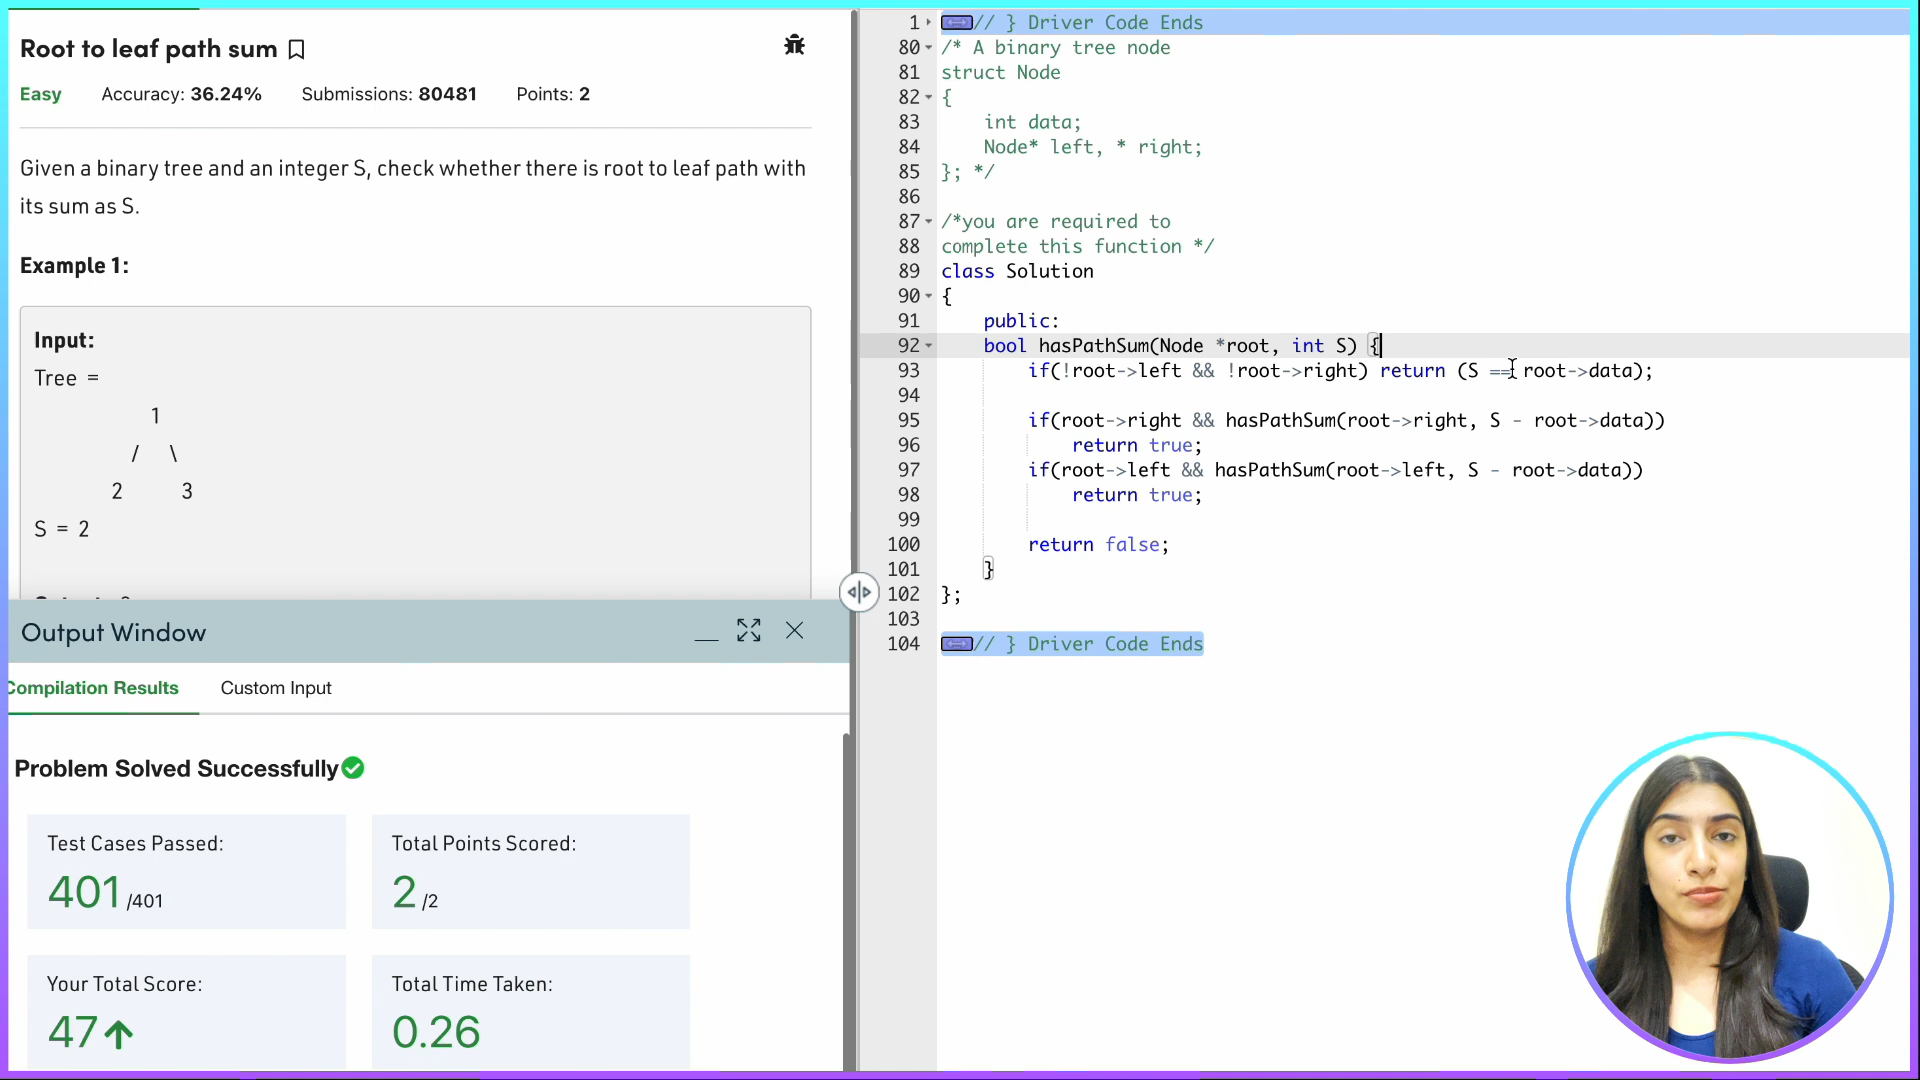 Root to leaf path sum
Easy Accuracy: 36.24% Submissions: 80481 Points: 2
Given a binary tree and an integer S, check whether there is root to leaf path with
its sum as S.
Example 1:
Input:
Tree =
1
/ \
2 3
S = 2
Output Window
Compilation Results Custom Input
Problem Solved Successfully
Test Cases Passed:
401 /401
Total Points Scored:
2 /2
Your Total Score:
47
Total Time Taken:
0.26
1 // } Driver Code Ends
80 /* A binary tree node
81 struct Node
82 {
83 int data;
84 Node* left, * right;
85 }; */
86
87 /*you are required to
88 complete this function */
89 class Solution
90 {
91 public:
92 bool hasPathSum(Node *root, int S) {
93 if(!root->left && !root->right) return (S == root->data);
94
95 if(root->right && hasPathSum(root->right, S - root->data))
96 return true;
97 if(root->left && hasPathSum(root->left, S - root->data))
98 return true;
99
100 return false;
101 }
102 };
103
104 // } Driver Code Ends